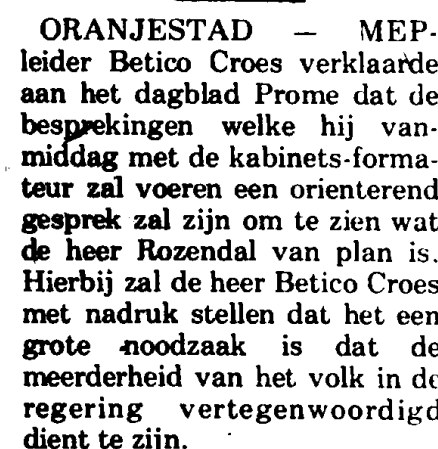 ORANJESTAD — MEP-
leider Betico Croes verklaarde
aan het dagblad Prome dat de
besprekingen welke hij van-
middag met de kabinets-forma-
teur zal voeren een orienterend
gesprek zal zijn om te zien wat
de heer Rozendal van plan is.
Hierbij zal de heer Betico Croes
met nadruk stellen dat het een
grote noodzaak is dat de
meerderheid van het volk in de
regering vertegenwoordigd
dient te zijn.